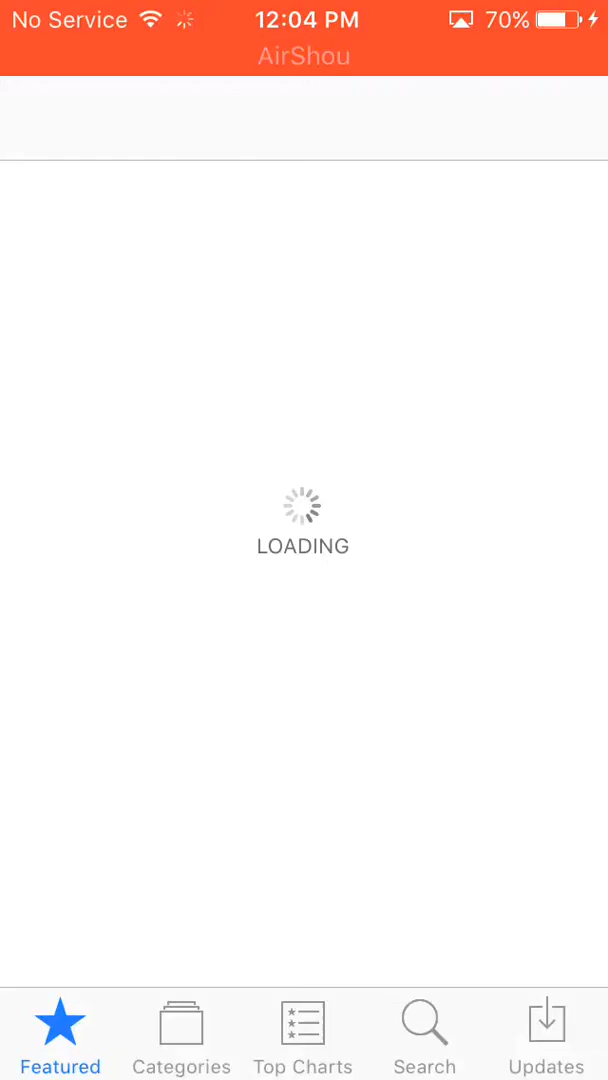 No Service 12:04 PM 70%
AirShou
LOADING
Featured Categories Top Charts Search Updates